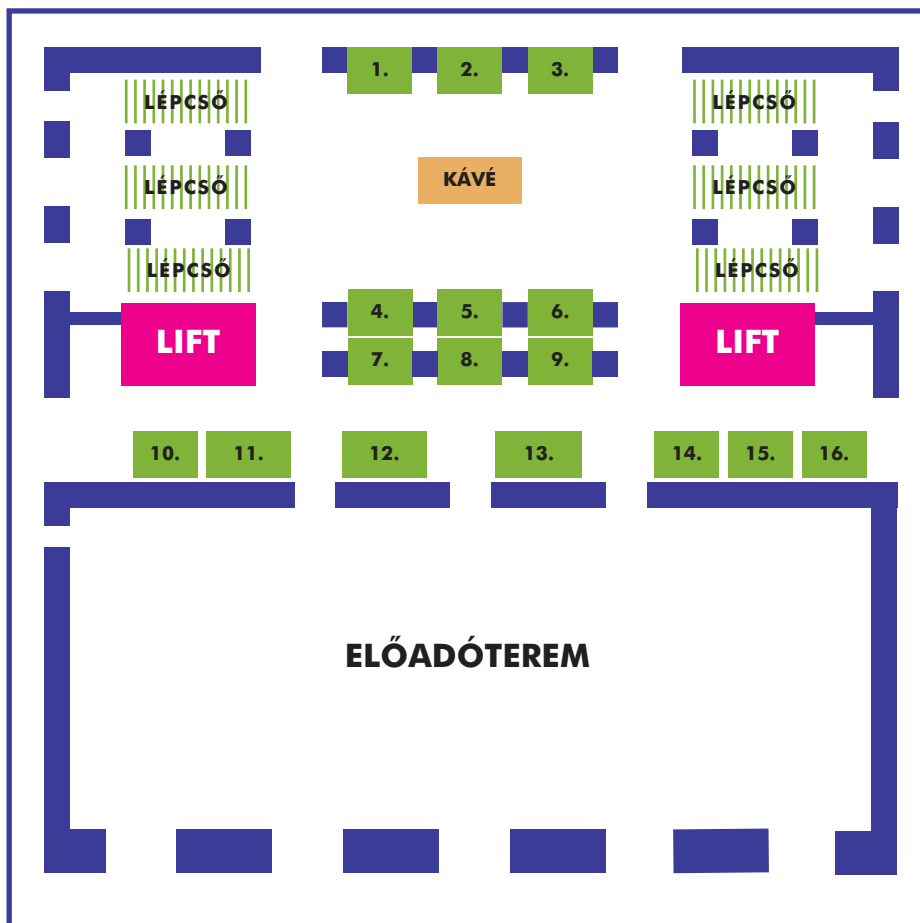 1. 2. 3.
LÉPCSŐ LÉPCSŐ
KÁVÉ
LÉPCSŐ LÉPCSŐ
LÉPCSŐ LÉPCSŐ
4. 5. 6.
LIFT LIFT
7. 8. 9.
10. 11. 12. 13. 14. 15. 16.
ELŐADÓTEREM